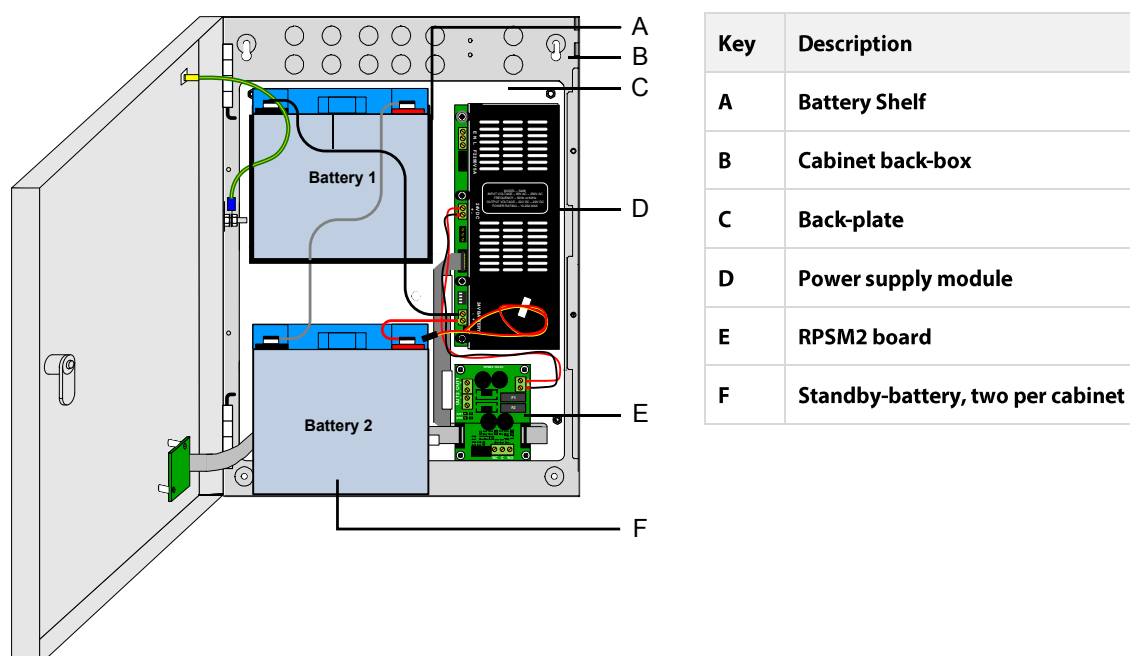 A
B
C
Battery 1
D
Battery 2
E
F
Key Description
A Battery Shelf
B Cabinet back-box
C Back-plate
D Power supply module
E RPSM2 board
F Standby-battery, two per cabinet